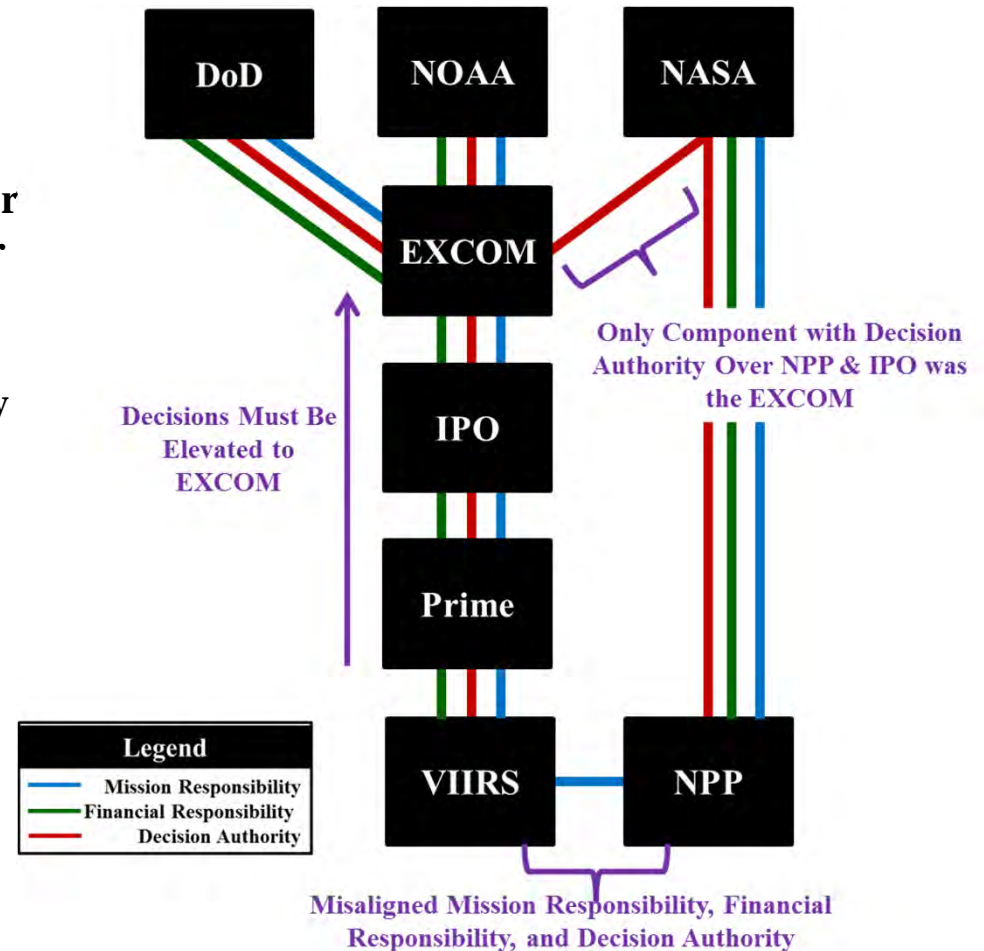 DoD
NOAA
NASA
r
EXCOM
Only Component with Decision
Authority Over NPP & IPO was
the EXCOM
Decisions Must Be
Elevated to
EXCOM
IPO
Prime
Legend
Mission Responsibility
Financial Responsibility
Decision Authority
VIIRS
NPP
Misaligned Mission Responsibility, Financial
Responsibility, and Decision Authority